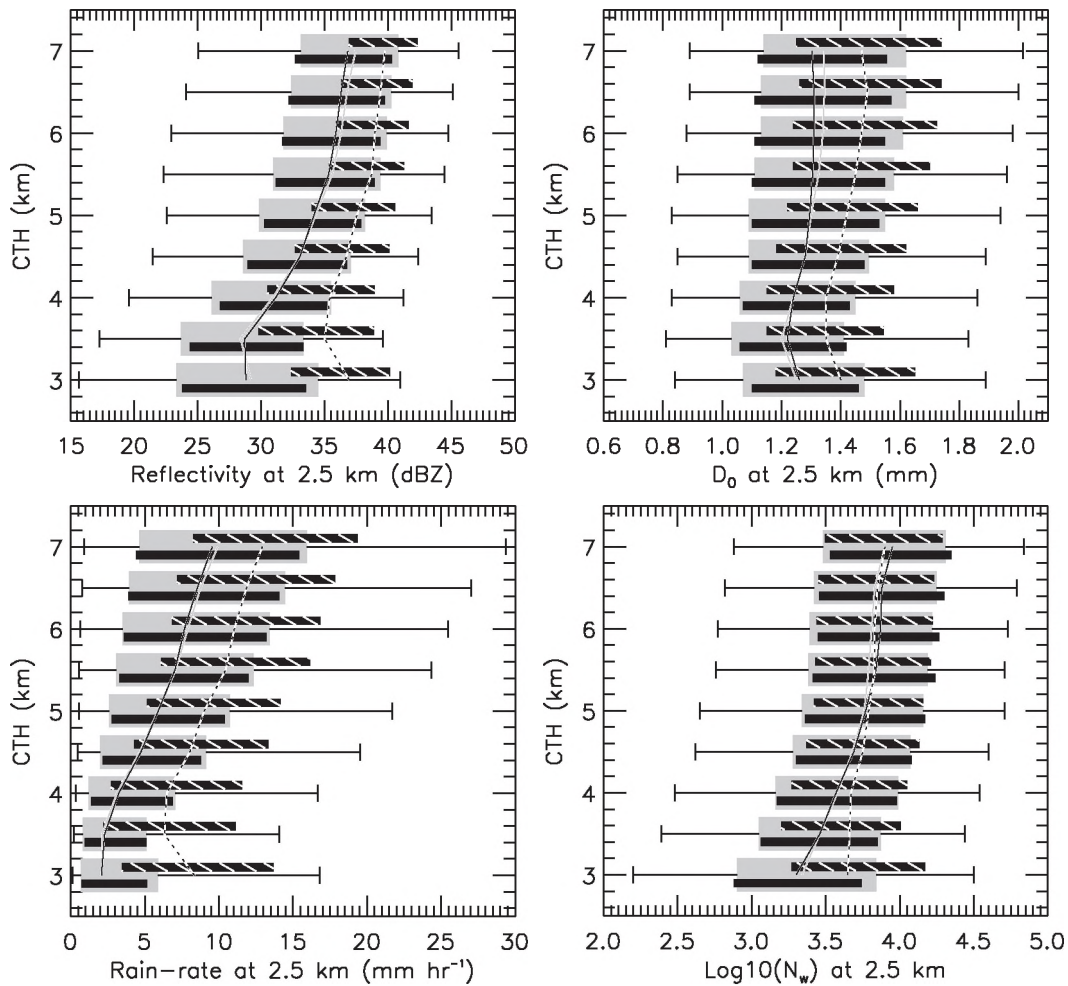 7
6
5
4
3
CTH (km)
15 20 25 30 35 40 45 50
Reflectivity at 2.5 km (dBZ)
7
6
5
4
3
CTH (km)
0.6 0.8 1.0 1.2 1.4 1.6 1.8 2.0
D₀ at 2.5 km (mm)
7
6
5
4
3
CTH (km)
0 5 10 15 20 25 30
Rain-rate at 2.5 km (mm hr⁻¹)
7
6
5
4
3
CTH (km)
2.0 2.5 3.0 3.5 4.0 4.5 5.0
Log10(N_w) at 2.5 km